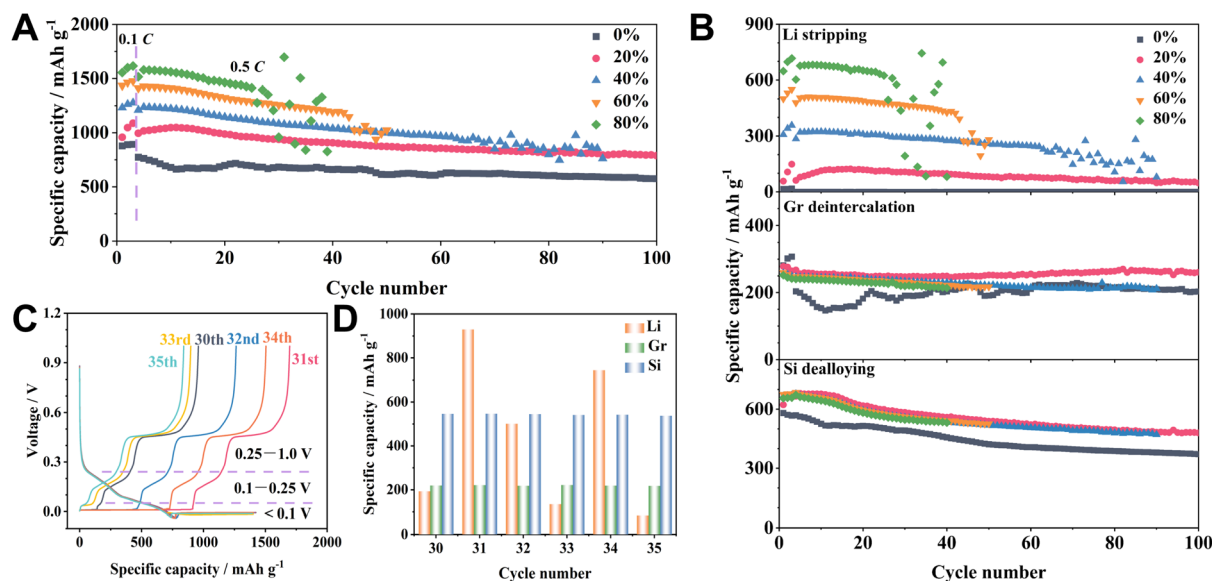 A
Specific capacity / mAh g⁻¹
2000
1500
1000
500
0
0.1 C
0.5 C
0%
20%
40%
60%
80%
0 20 40 60 80 100
Cycle number
B
Specific capacity / mAh g⁻¹
Li stripping
900
750
600
450
300
150
0
0%
20%
40%
60%
80%
Gr deintercalation
400
200
0
Si dealloying
600
300
0
0 20 40 60 80 100
Cycle number
C
Voltage / V
0.9
0.6
0.3
0.0
33rd 30th 32nd 34th
35th 31st
0.25－1.0 V
0.1－0.25 V
< 0.1 V
0 500 1000 1500 2000
Specific capacity / mAh g⁻¹
D
Specific capacity / mAh g⁻¹
1000
800
600
400
200
0
Li
Gr
Si
30 31 32 33 34 35
Cycle number